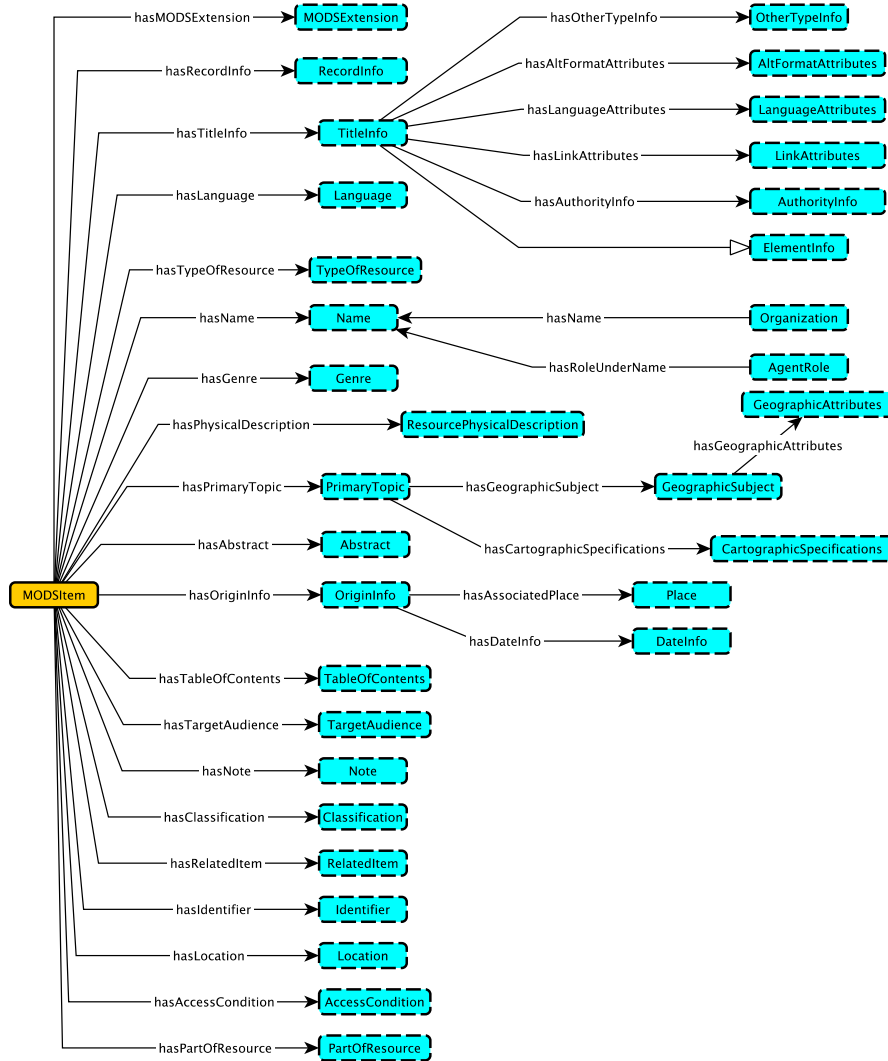 hasMODSExtension MODSExtension hasOtherTypeInfo OtherTypeInfo
hasRecordInfo RecordInfo hasAltFormatAttributes AltFormatAttributes
hasLanguageAttributes LanguageAttributes
hasTitleInfo TitleInfo
hasLinkAttributes LinkAttributes
hasLanguage Language hasAuthorityInfo AuthorityInfo
ElementInfo
hasTypeOfResource TypeOfResource
hasName Name hasName Organization
hasRoleUnderName AgentRole
hasGenre Genre
GeographicAttributes
hasPhysicalDescription ResourcePhysicalDescription
hasGeographicAttributes
hasPrimaryTopic PrimaryTopic hasGeographicSubject GeographicSubject
hasAbstract Abstract hasCartographicSpecifications CartographicSpecifications
MODSItem hasOriginInfo OriginInfo hasAssociatedPlace Place
hasDateInfo DateInfo
hasTableOfContents TableOfContents
hasTargetAudience TargetAudience
hasNote Note
hasClassification Classification
hasRelatedItem RelatedItem
hasIdentifier Identifier
hasLocation Location
hasAccessCondition AccessCondition
hasPartOfResource PartOfResource